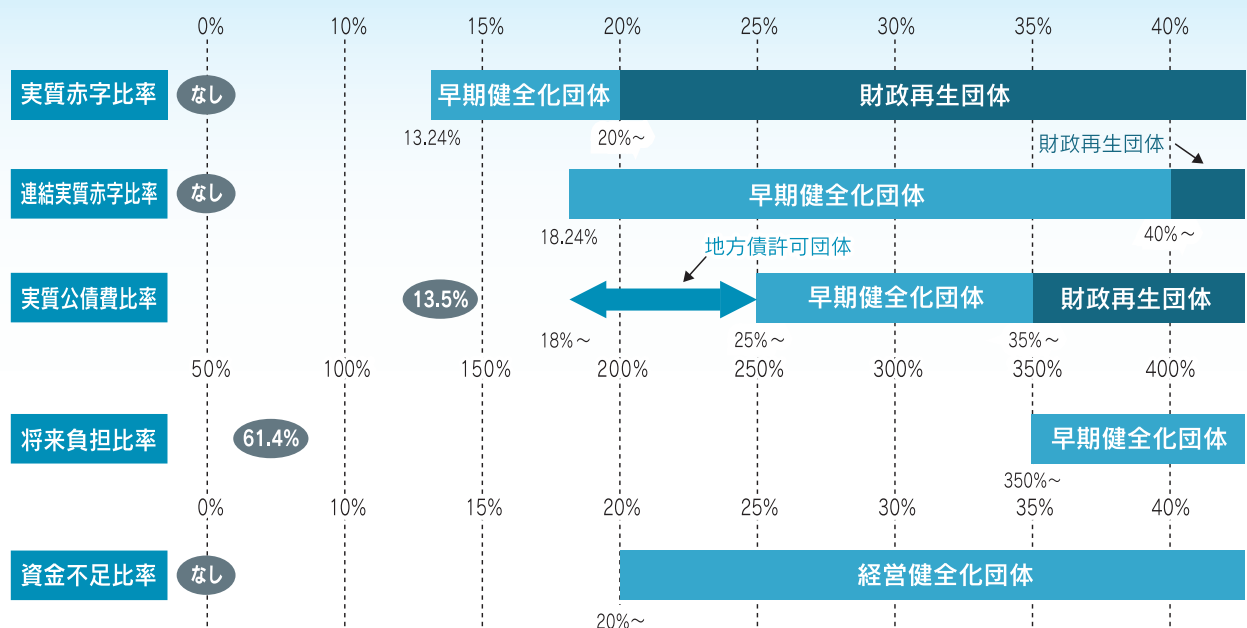 0% 10% 15% 20% 25% 30% 35% 40%
実質赤字比率 なし 早期健全化団体 財政再生団体
13.24% 20%~
財政再生団体
連結実質赤字比率 なし 早期健全化団体
18.24% 40%~
地方債許可団体
実質公債費比率 13.5% 早期健全化団体 財政再生団体
18%~ 25%~ 35%~
50% 100% 150% 200% 250% 300% 350% 400%
将来負担比率 61.4% 早期健全化団体
350%~
0% 10% 15% 20% 25% 30% 35% 40%
資金不足比率 なし 経営健全化団体
20%~